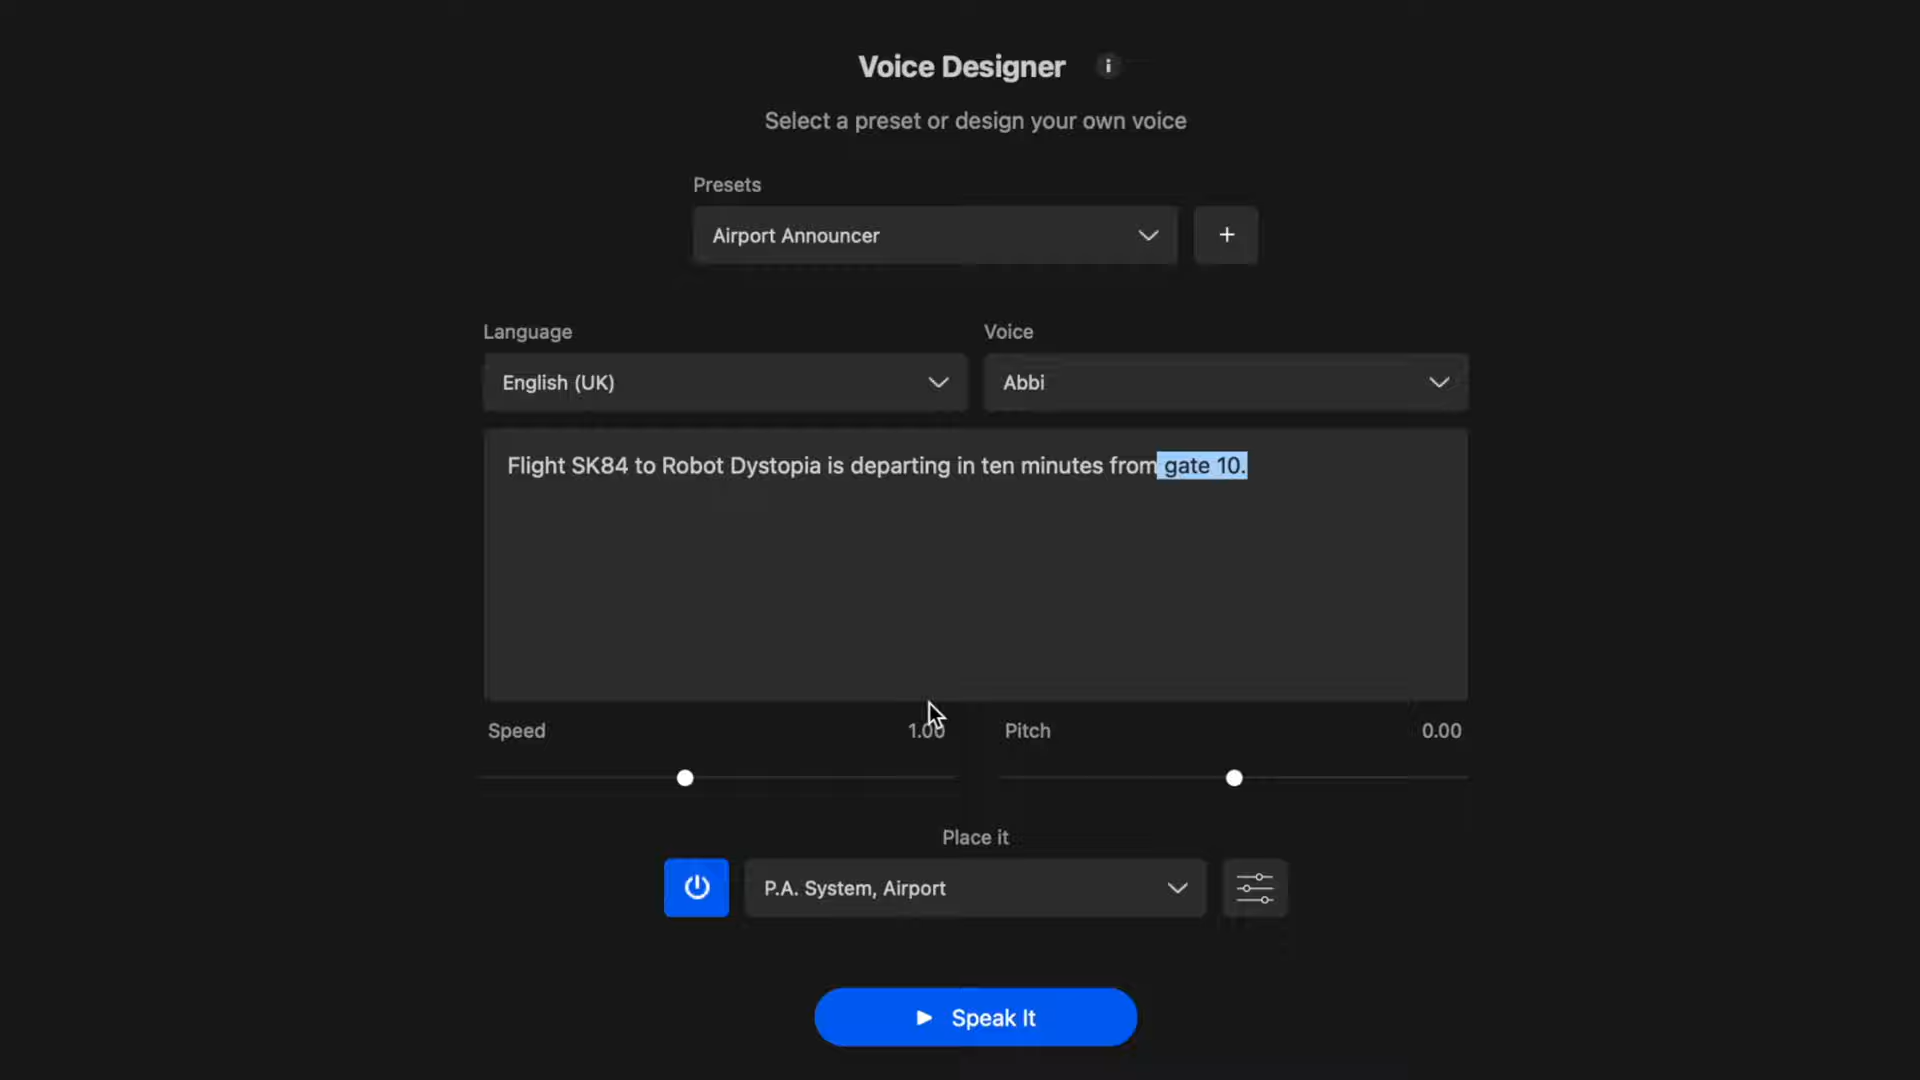 Voice Designer i
Select a preset or design your own voice
Presets
Airport Announcer +
Language Voice
English (UK) Abbi
Flight SK84 to Robot Dystopia is departing in ten minutes from gate 10.
Speed 1.00 Pitch 0.00
Place it
P.A. System, Airport
Speak It